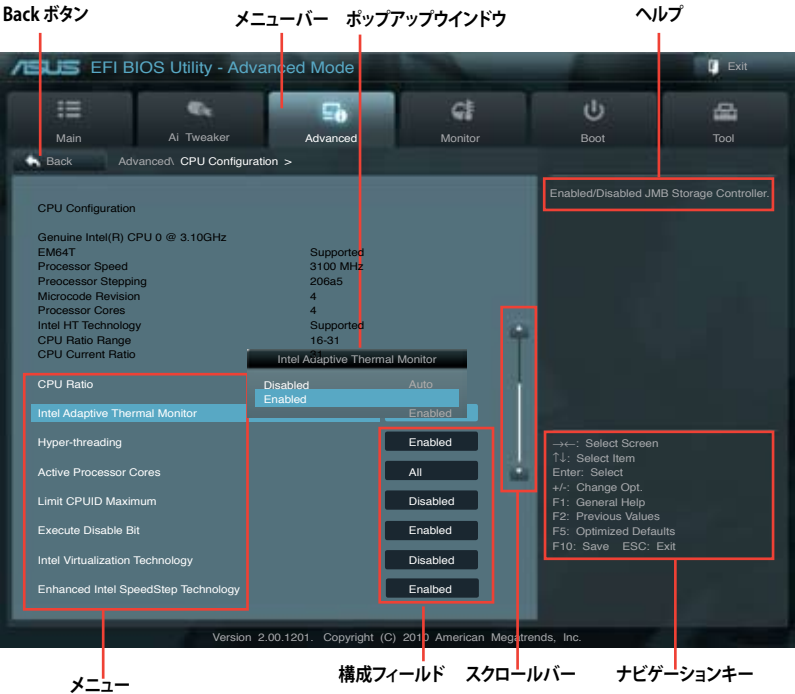 Back ボタン
メニューバー
ポップアップウインドウ
ヘルプ
ASUS EFI BIOS Utility - Advanced Mode
Exit
Main
Ai Tweaker
Advanced
Monitor
Boot
Tool
Back
Advanced\ CPU Configuration >
Enabled/Disabled JMB Storage Controller.
CPU Configuration
Genuine Intel(R) CPU 0 @ 3.10GHz
EM64T Supported
Processor Speed 3100 MHz
Preocessor Stepping 206a5
Microcode Revision 4
Processor Cores 4
Intel HT Technology Supported
CPU Ratio Range 16-31
CPU Current Ratio 31
Intel Adaptive Thermal Monitor
Disabled
Enabled
CPU Ratio Auto
Intel Adaptive Thermal Monitor Enabled
Hyper-threading Enabled
Active Processor Cores All
Limit CPUID Maximum Disabled
Execute Disable Bit Enabled
Intel Virtualization Technology Disabled
Enhanced Intel SpeedStep Technology Enalbed
→←: Select Screen
↑↓: Select Item
Enter: Select
+/-: Change Opt.
F1: General Help
F2: Previous Values
F5: Optimized Defaults
F10: Save ESC: Exit
Version 2.00.1201. Copyright (C) 2010 American Megatrends, Inc.
メニュー
構成フィールド
スクロールバー
ナビゲーションキー